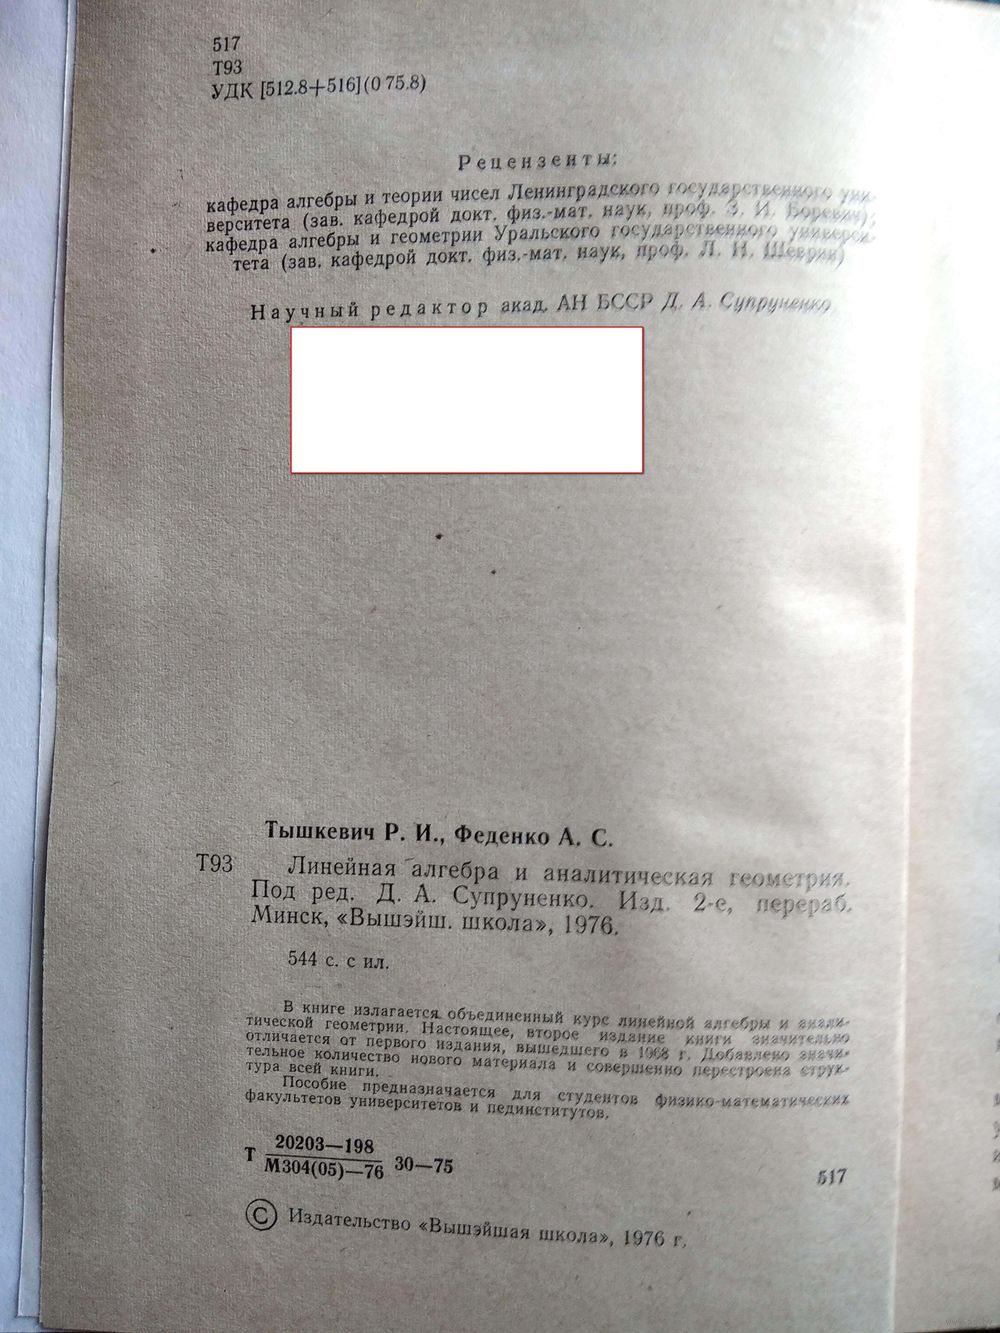 517
Т93
УДК [512.8+516](0 75.8)
Рецензенты:
кафедра алгебры и теории чисел Ленинградского государственного уни-
верситета (зав. кафедрой докт. физ.-мат. наук, проф. З. И. Боревич);
кафедра алгебры и геометрии Уральского государственного универси-
тета (зав. кафедрой докт. физ.-мат. наук, проф. Л. Н. Шеврин)
Научный редактор акад. АН БССР Д. А. Супруненко
Тышкевич Р. И., Феденко А. С.
Т93 Линейная алгебра и аналитическая геометрия.
Под ред. Д. А. Супруненко. Изд. 2-е, перераб.
Минск, «Вышэйш. школа», 1976.
544 с. с ил.
В книге излагается объединенный курс линейной алгебры и анали-
тической геометрии. Настоящее, второе издание книги значительно
отличается от первого издания, вышедшего в 1968 г. Добавлено значи-
тельное количество нового материала и совершенно перестроена струк-
тура всей книги.
Пособие предназначается для студентов физико-математических
факультетов университетов и пединститутов.
20203—198
Т М304(05)—76 30—75
517
© Издательство «Вышэйшая школа», 1976 г.